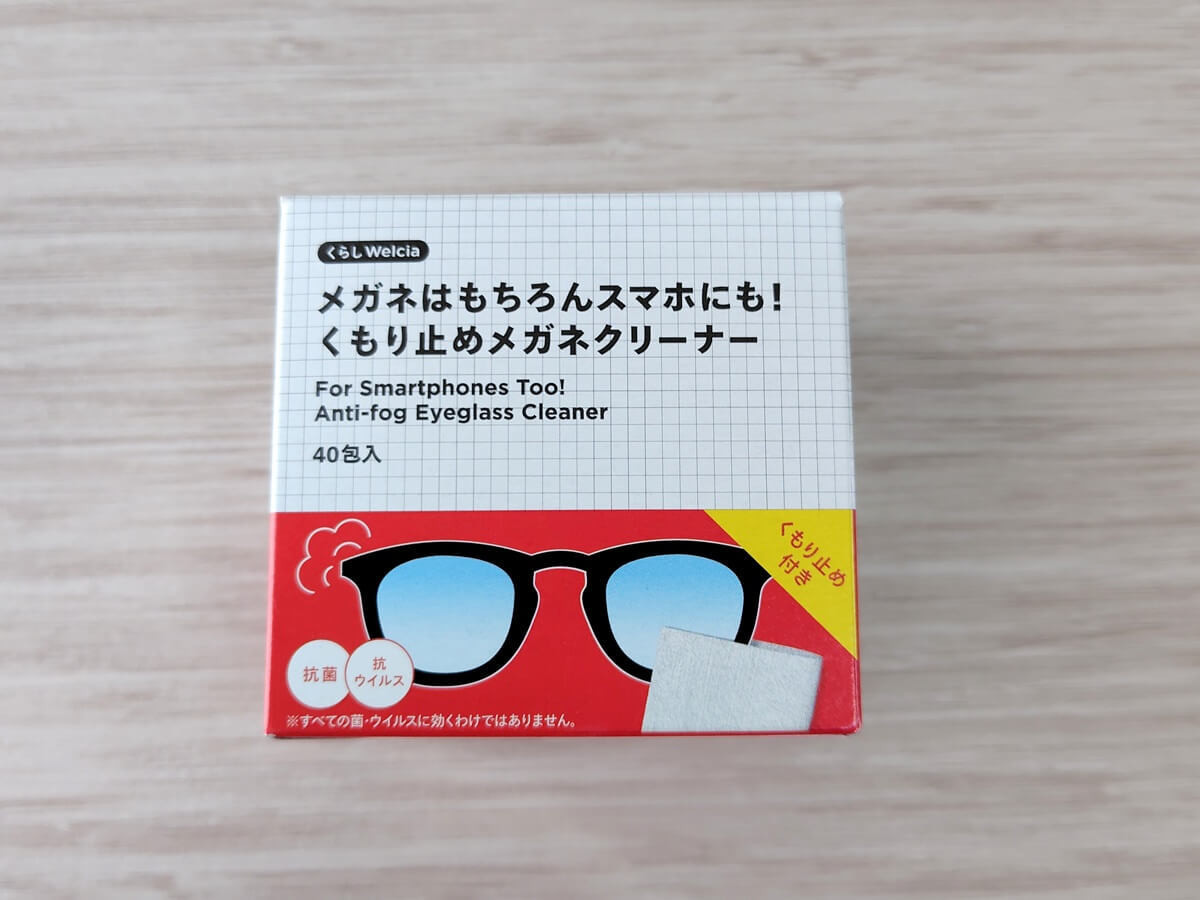 くらしWelcia
メガネはもちろんスマホにも!
くもり止めメガネクリーナー
For Smartphones Too!
Anti-fog Eyeglass Cleaner
40包入
くもり止め
付き
抗菌
抗
ウイルス
※すべての菌・ウイルスに効くわけではありません。